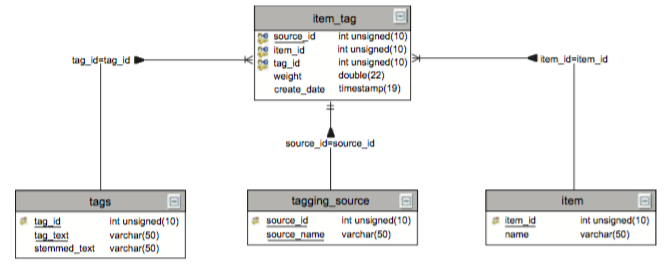 item_tag
source_id int unsigned(10)
item_id int unsigned(10)
tag_id int unsigned(10)
weight double(22)
create_date timestamp(19)
tag_id=tag_id
item_id=item_id
source_id=source_id
tags
tag_id int unsigned(10)
tag_text varchar(50)
stemmed_text varchar(50)
tagging_source
source_id int unsigned(10)
source_name varchar(50)
item
item_id int unsigned(10)
name varchar(50)